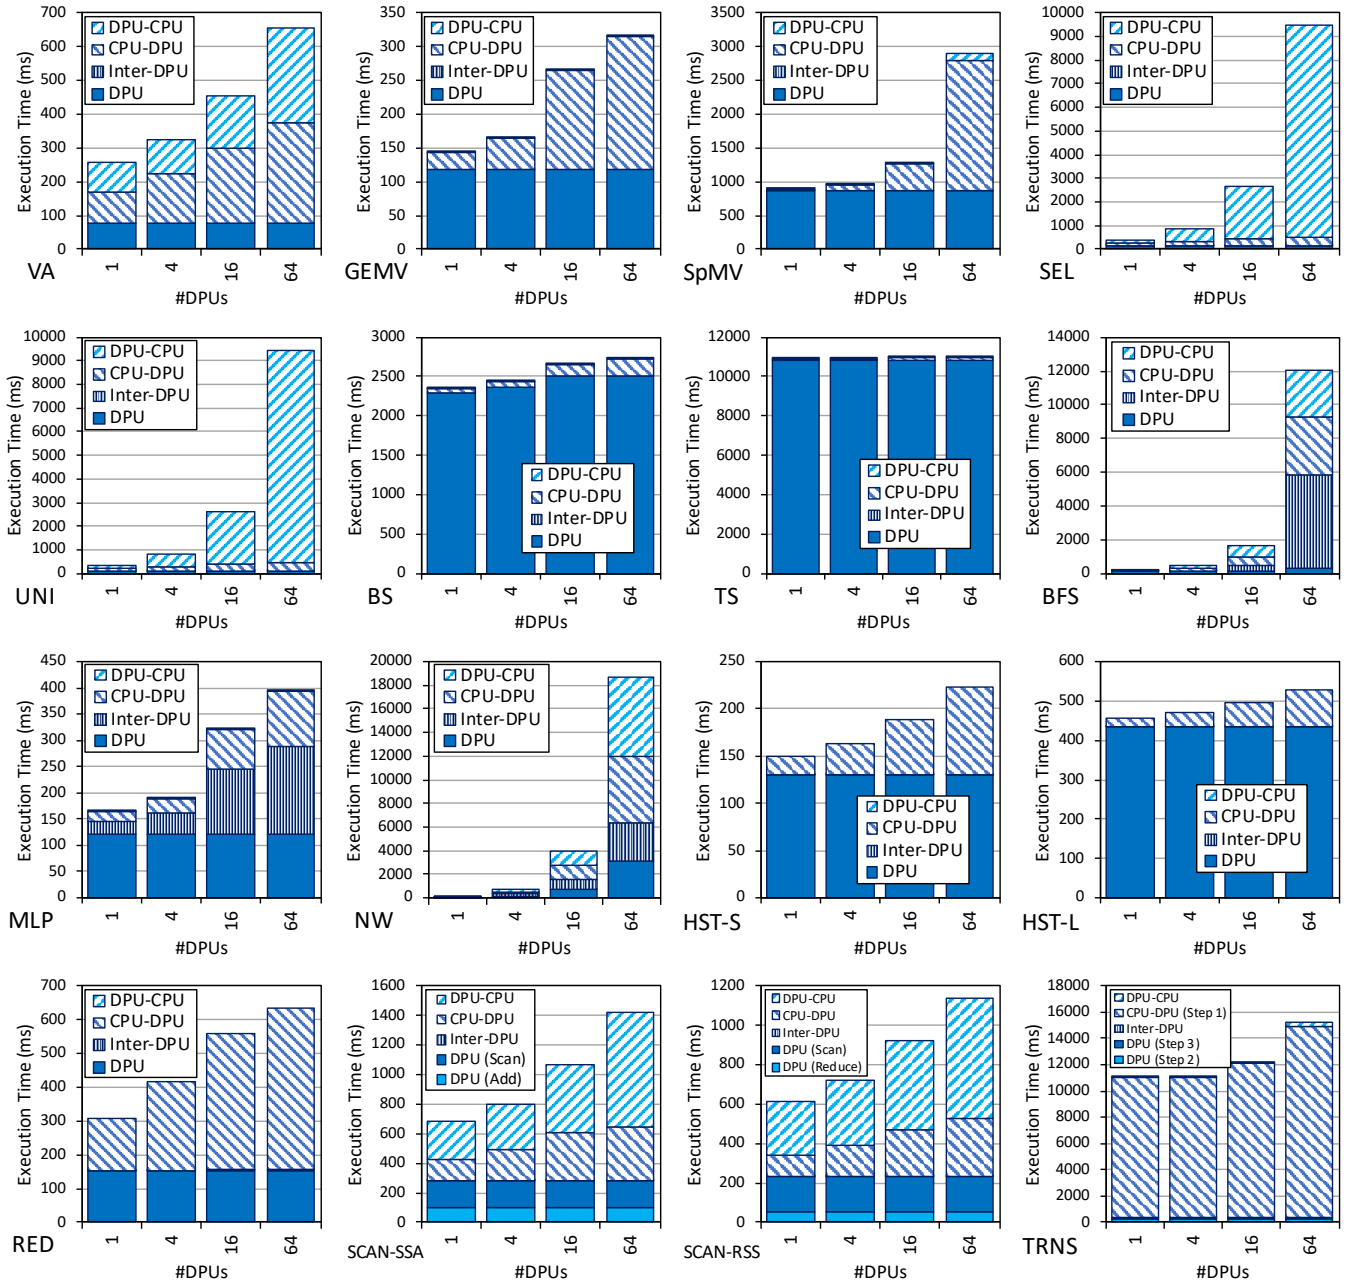 Execution Time (ms)
700
600
500
400
300
200
100
0
DPU-CPU
CPU-DPU
Inter-DPU
DPU
1
4
16
64
VA
#DPUs
Execution Time (ms)
350
300
250
200
150
100
50
0
DPU-CPU
CPU-DPU
Inter-DPU
DPU
1
4
16
64
GEMV
#DPUs
Execution Time (ms)
3500
3000
2500
2000
1500
1000
500
0
DPU-CPU
CPU-DPU
Inter-DPU
DPU
1
4
16
64
SpMV
#DPUs
Execution Time (ms)
10000
9000
8000
7000
6000
5000
4000
3000
2000
1000
0
DPU-CPU
CPU-DPU
Inter-DPU
DPU
1
4
16
64
SEL
#DPUs
Execution Time (ms)
10000
9000
8000
7000
6000
5000
4000
3000
2000
1000
0
DPU-CPU
CPU-DPU
Inter-DPU
DPU
1
4
16
64
UNI
#DPUs
Execution Time (ms)
3000
2500
2000
1500
1000
500
0
DPU-CPU
CPU-DPU
Inter-DPU
DPU
1
4
16
64
BS
#DPUs
Execution Time (ms)
12000
10000
8000
6000
4000
2000
0
DPU-CPU
CPU-DPU
Inter-DPU
DPU
1
4
16
64
TS
#DPUs
Execution Time (ms)
14000
12000
10000
8000
6000
4000
2000
0
DPU-CPU
CPU-DPU
Inter-DPU
DPU
1
4
16
64
BFS
#DPUs
Execution Time (ms)
450
400
350
300
250
200
150
100
50
0
DPU-CPU
CPU-DPU
Inter-DPU
DPU
1
4
16
64
MLP
#DPUs
Execution Time (ms)
20000
18000
16000
14000
12000
10000
8000
6000
4000
2000
0
DPU-CPU
CPU-DPU
Inter-DPU
DPU
1
4
16
64
NW
#DPUs
Execution Time (ms)
250
200
150
100
50
0
DPU-CPU
CPU-DPU
Inter-DPU
DPU
1
4
16
64
HST-S
#DPUs
Execution Time (ms)
600
500
400
300
200
100
0
DPU-CPU
CPU-DPU
Inter-DPU
DPU
1
4
16
64
HST-L
#DPUs
Execution Time (ms)
700
600
500
400
300
200
100
0
DPU-CPU
CPU-DPU
Inter-DPU
DPU
1
4
16
64
RED
#DPUs
Execution Time (ms)
1600
1400
1200
1000
800
600
400
200
0
DPU-CPU
CPU-DPU
Inter-DPU
DPU (Scan)
DPU (Add)
1
4
16
64
SCAN-SSA
#DPUs
Execution Time (ms)
1200
1000
800
600
400
200
0
DPU-CPU
CPU-DPU
Inter-DPU
DPU (Scan)
DPU (Reduce)
1
4
16
64
SCAN-RSS
#DPUs
Execution Time (ms)
18000
16000
14000
12000
10000
8000
6000
4000
2000
0
DPU-CPU
CPU-DPU (Step 1)
Inter-DPU
DPU (Step 3)
DPU (Step 2)
1
4
16
64
TRNS
#DPUs